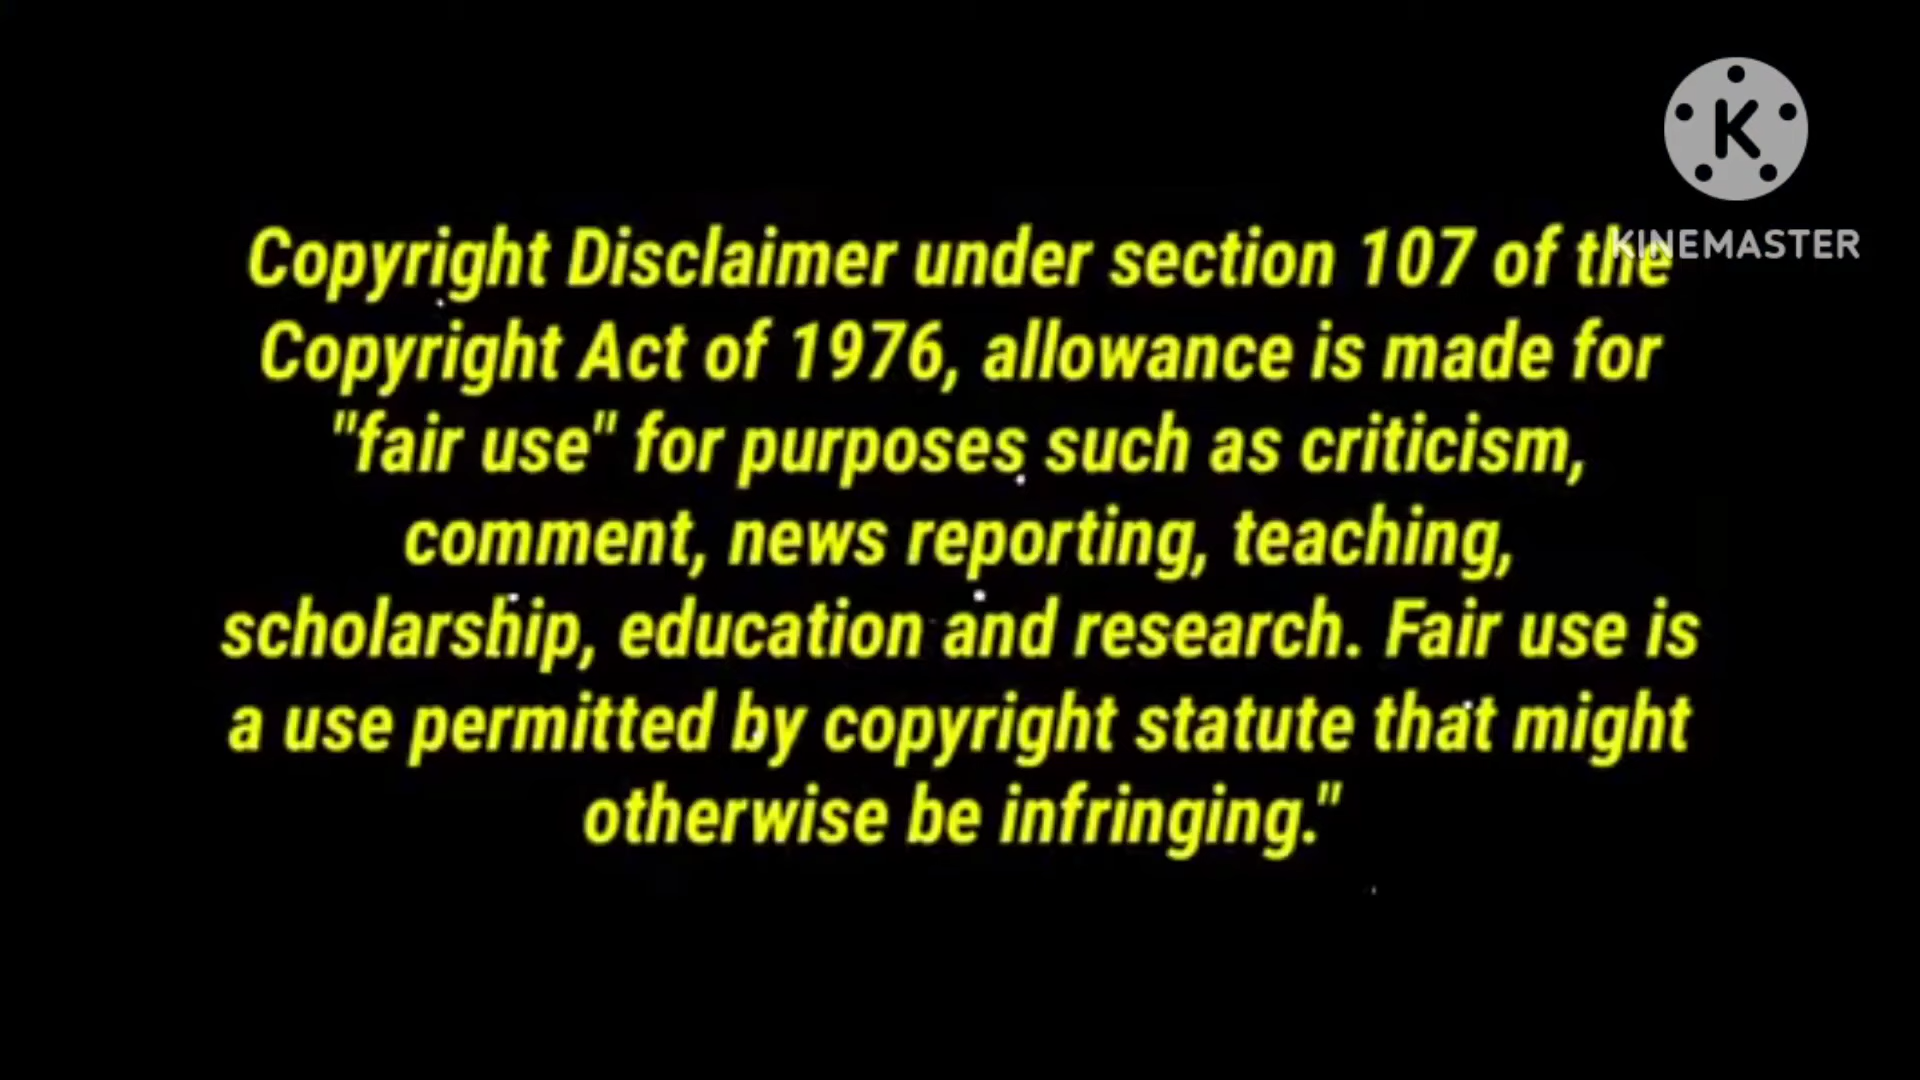 K
KINEMASTER
Copyright Disclaimer under section 107 of the
Copyright Act of 1976, allowance is made for
"fair use" for purposes such as criticism,
comment, news reporting, teaching,
scholarship, education and research. Fair use is
a use permitted by copyright statute that might
otherwise be infringing."